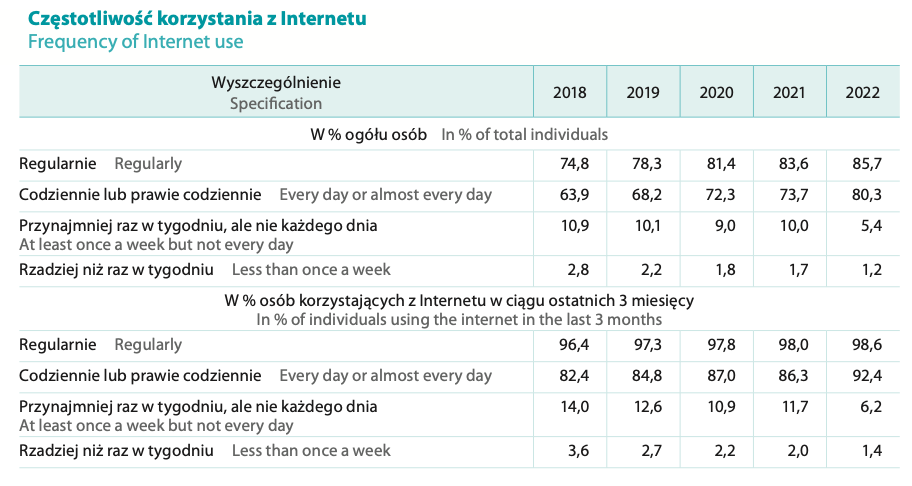 Częstotliwość korzystania z Internetu
Frequency of Internet use
Wyszczególnienie
Specification
2018 2019 2020 2021 2022
W % ogółu osób In % of total individuals
Regularnie Regularly 74,8 78,3 81,4 83,6 85,7
Codziennie lub prawie codziennie Every day or almost every day 63,9 68,2 72,3 73,7 80,3
Przynajmniej raz w tygodniu, ale nie każdego dnia 10,9 10,1 9,0 10,0 5,4
At least once a week but not every day
Rzadziej niż raz w tygodniu Less than once a week 2,8 2,2 1,8 1,7 1,2
W % osób korzystających z Internetu w ciągu ostatnich 3 miesięcy
In % of individuals using the internet in the last 3 months
Regularnie Regularly 96,4 97,3 97,8 98,0 98,6
Codziennie lub prawie codziennie Every day or almost every day 82,4 84,8 87,0 86,3 92,4
Przynajmniej raz w tygodniu, ale nie każdego dnia 14,0 12,6 10,9 11,7 6,2
At least once a week but not every day
Rzadziej niż raz w tygodniu Less than once a week 3,6 2,7 2,2 2,0 1,4